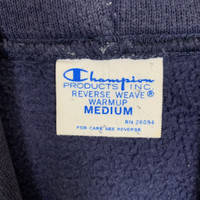 Champion
PRODUCTS INC.
REVERSE WEAVE®
WARMUP
MEDIUM
RN 26094
FOR CARE SEE REVERSE